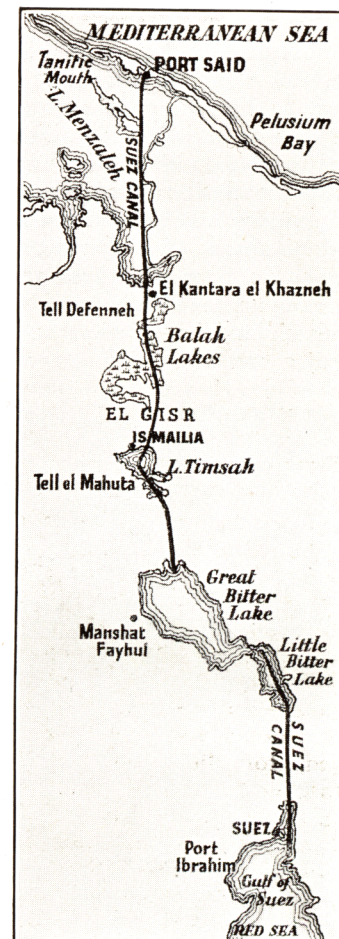 MEDITERRANEAN SEA
Tanitic
Mouth
PORT SAID
L. Menzaleh
SUEZ CANAL
Pelusium
Bay
El Kantara el Khazneh
Tell Defenneh
Balah
Lakes
EL GISR
ISMAILIA
L. Timsah
Tell el Mahuta
Great
Bitter
Lake
Manshat
Fayhul
Little
Bitter
Lake
SUEZ
CANAL
SUEZ
Port
Ibrahim
Gulf of
Suez
RED SEA